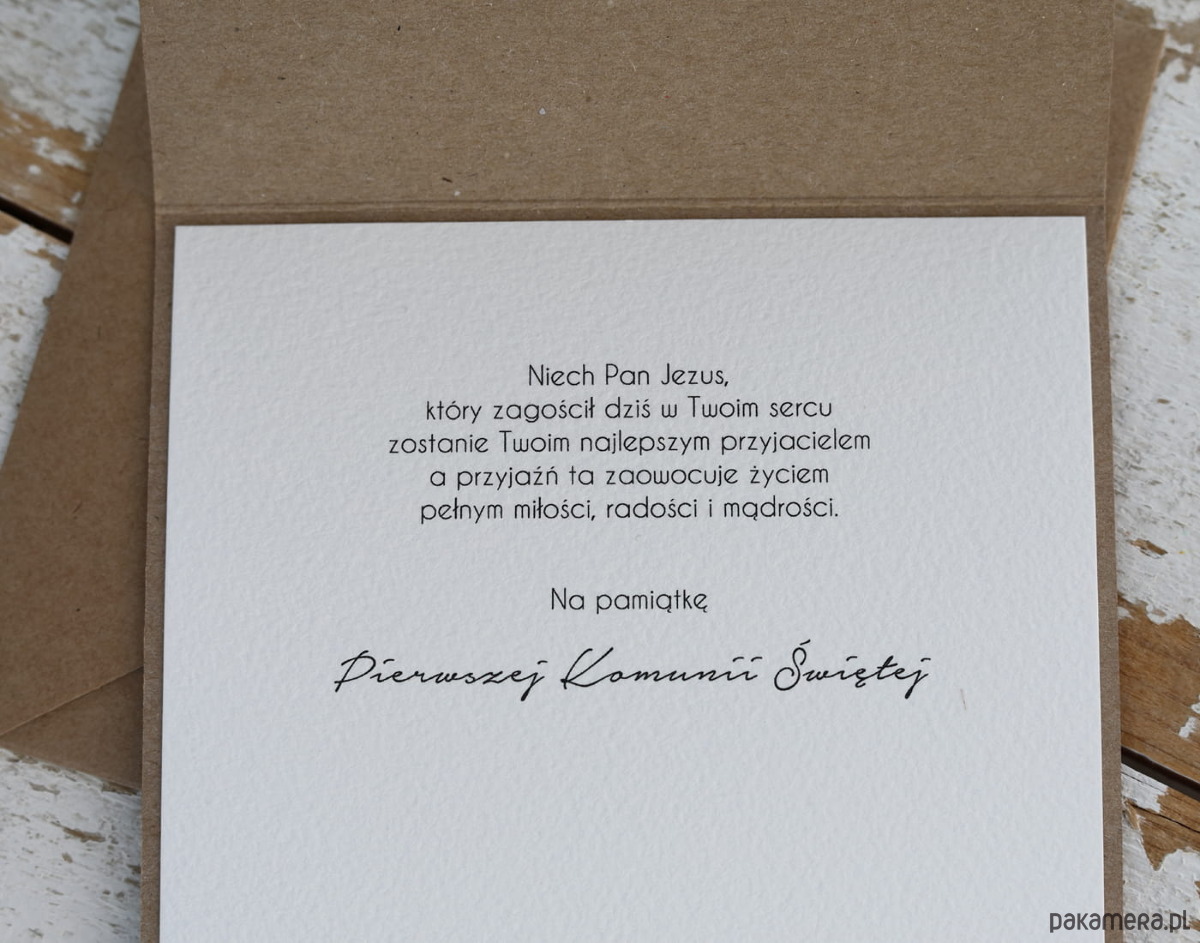 Niech Pan Jezus,
który zagościł dziś w Twoim sercu
zostanie Twoim najlepszym przyjacielem
a przyjaźń ta zaowocuje życiem
pełnym miłości, radości i mądrości.
Na pamiątkę
Pierwszej Komunii Świętej
pakamera.pl